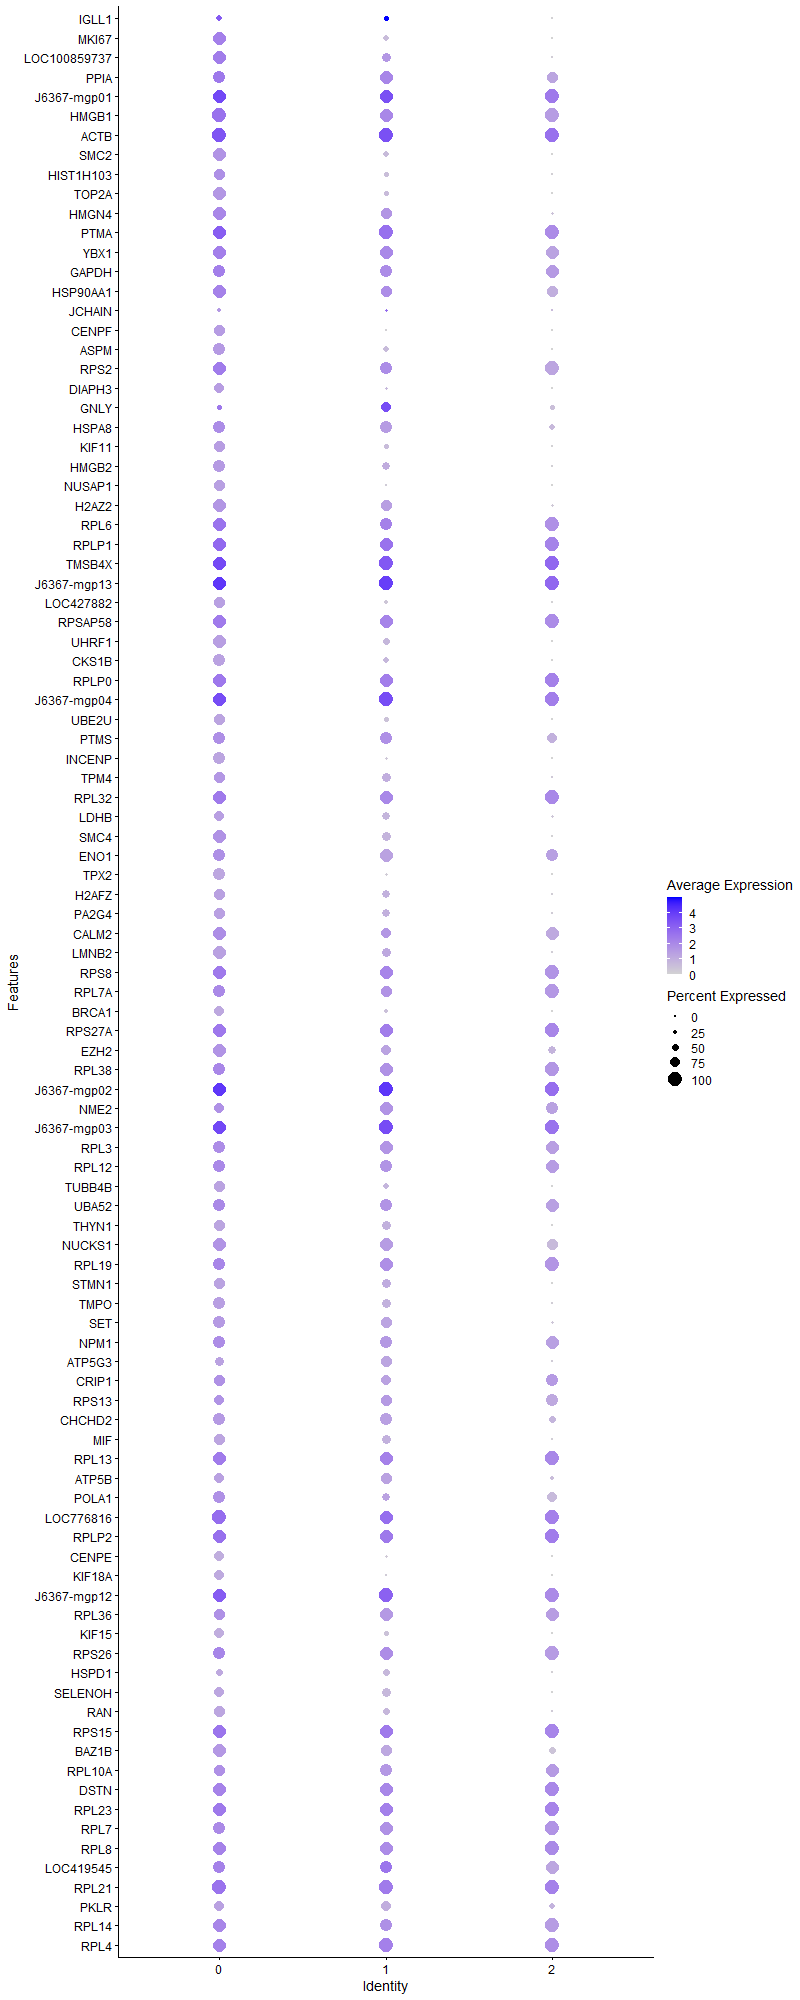 IGLL1
MKI67
LOC100859737
PPIA
J6367-mgp01
HMGB1
ACTB
SMC2
HIST1H103
TOP2A
HMGN4
PTMA
YBX1
GAPDH
HSP90AA1
JCHAIN
CENPF
ASPM
RPS2
DIAPH3
GNLY
HSPA8
KIF11
HMGB2
NUSAP1
H2AZ2
RPL6
RPLP1
TMSB4X
J6367-mgp13
LOC427882
RPSAP58
UHRF1
CKS1B
RPLP0
J6367-mgp04
UBE2U
PTMS
INCENP
TPM4
RPL32
LDHB
SMC4
ENO1
TPX2
H2AFZ
PA2G4
CALM2
LMNB2
RPS8
RPL7A
BRCA1
RPS27A
EZH2
RPL38
J6367-mgp02
NME2
J6367-mgp03
RPL3
RPL12
TUBB4B
UBA52
THYN1
NUCKS1
RPL19
STMN1
TMPO
SET
NPM1
ATP5G3
CRIP1
RPS13
CHCHD2
MIF
RPL13
ATP5B
POLA1
LOC776816
RPLP2
CENPE
KIF18A
J6367-mgp12
RPL36
KIF15
RPS26
HSPD1
SELENOH
RAN
RPS15
BAZ1B
RPL10A
DSTN
RPL23
RPL7
RPL8
LOC419545
RPL21
PKLR
RPL14
RPL4
Features
0 1 2
Identity
Average Expression
4
3
2
1
0
Percent Expressed
0
25
50
75
100